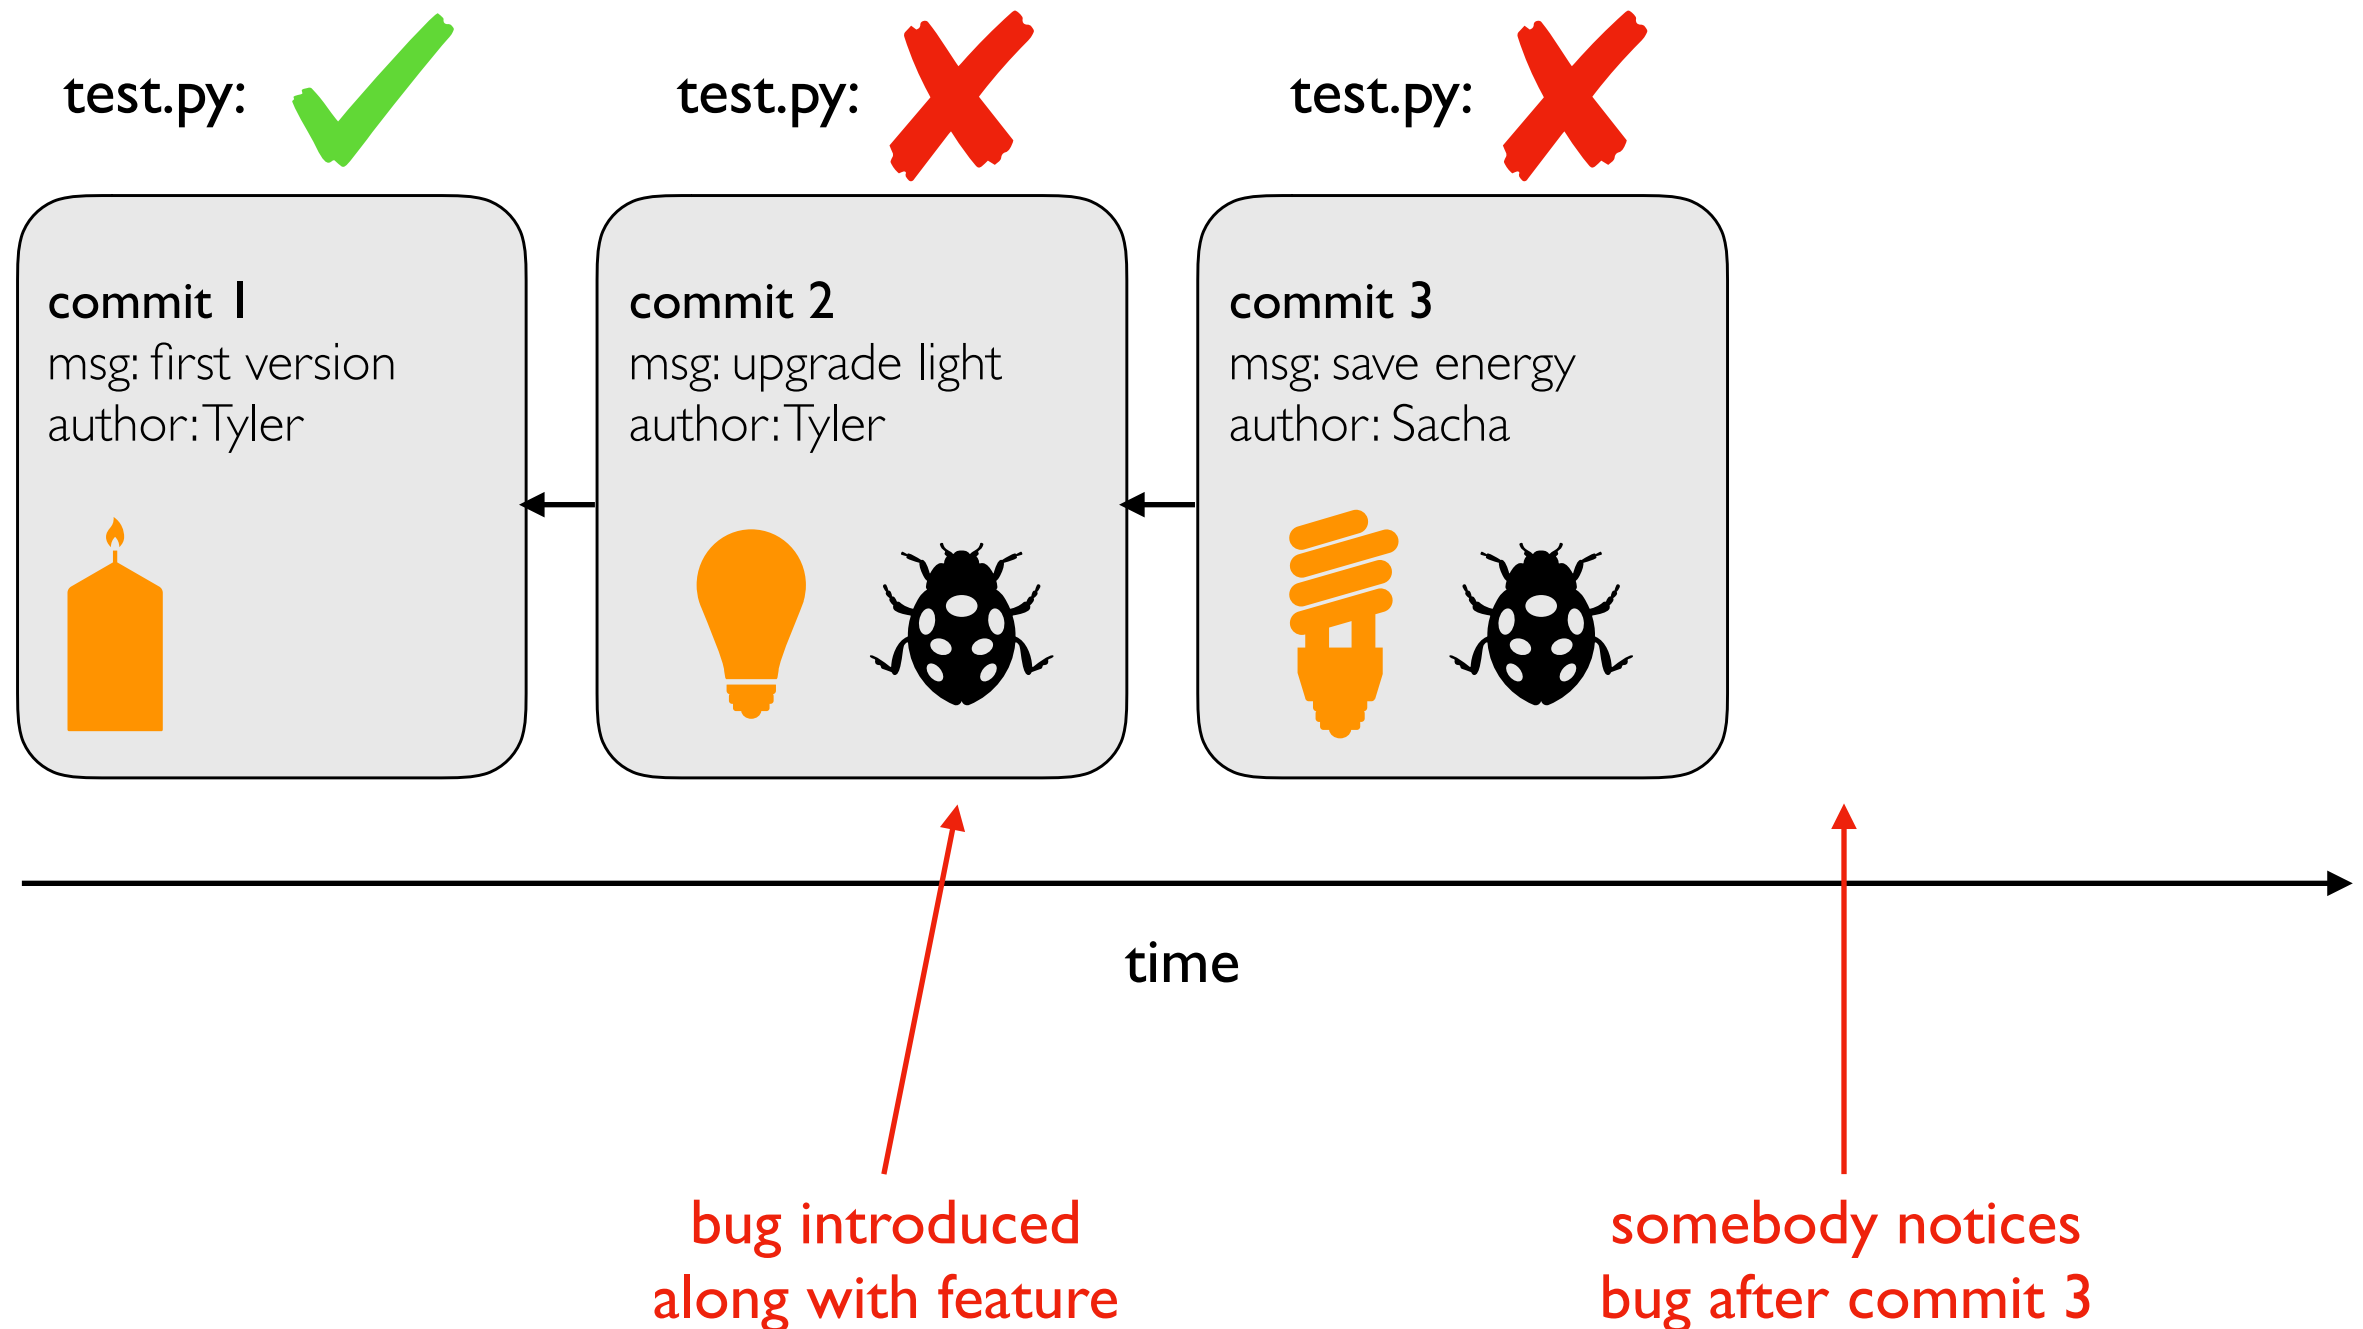 test.py:
test.py:
test.py:
commit 1
msg: first version
author: Tyler
commit 2
msg: upgrade light
author: Tyler
commit 3
msg: save energy
author: Sacha
time
bug introduced
along with feature
somebody notices
bug after commit 3